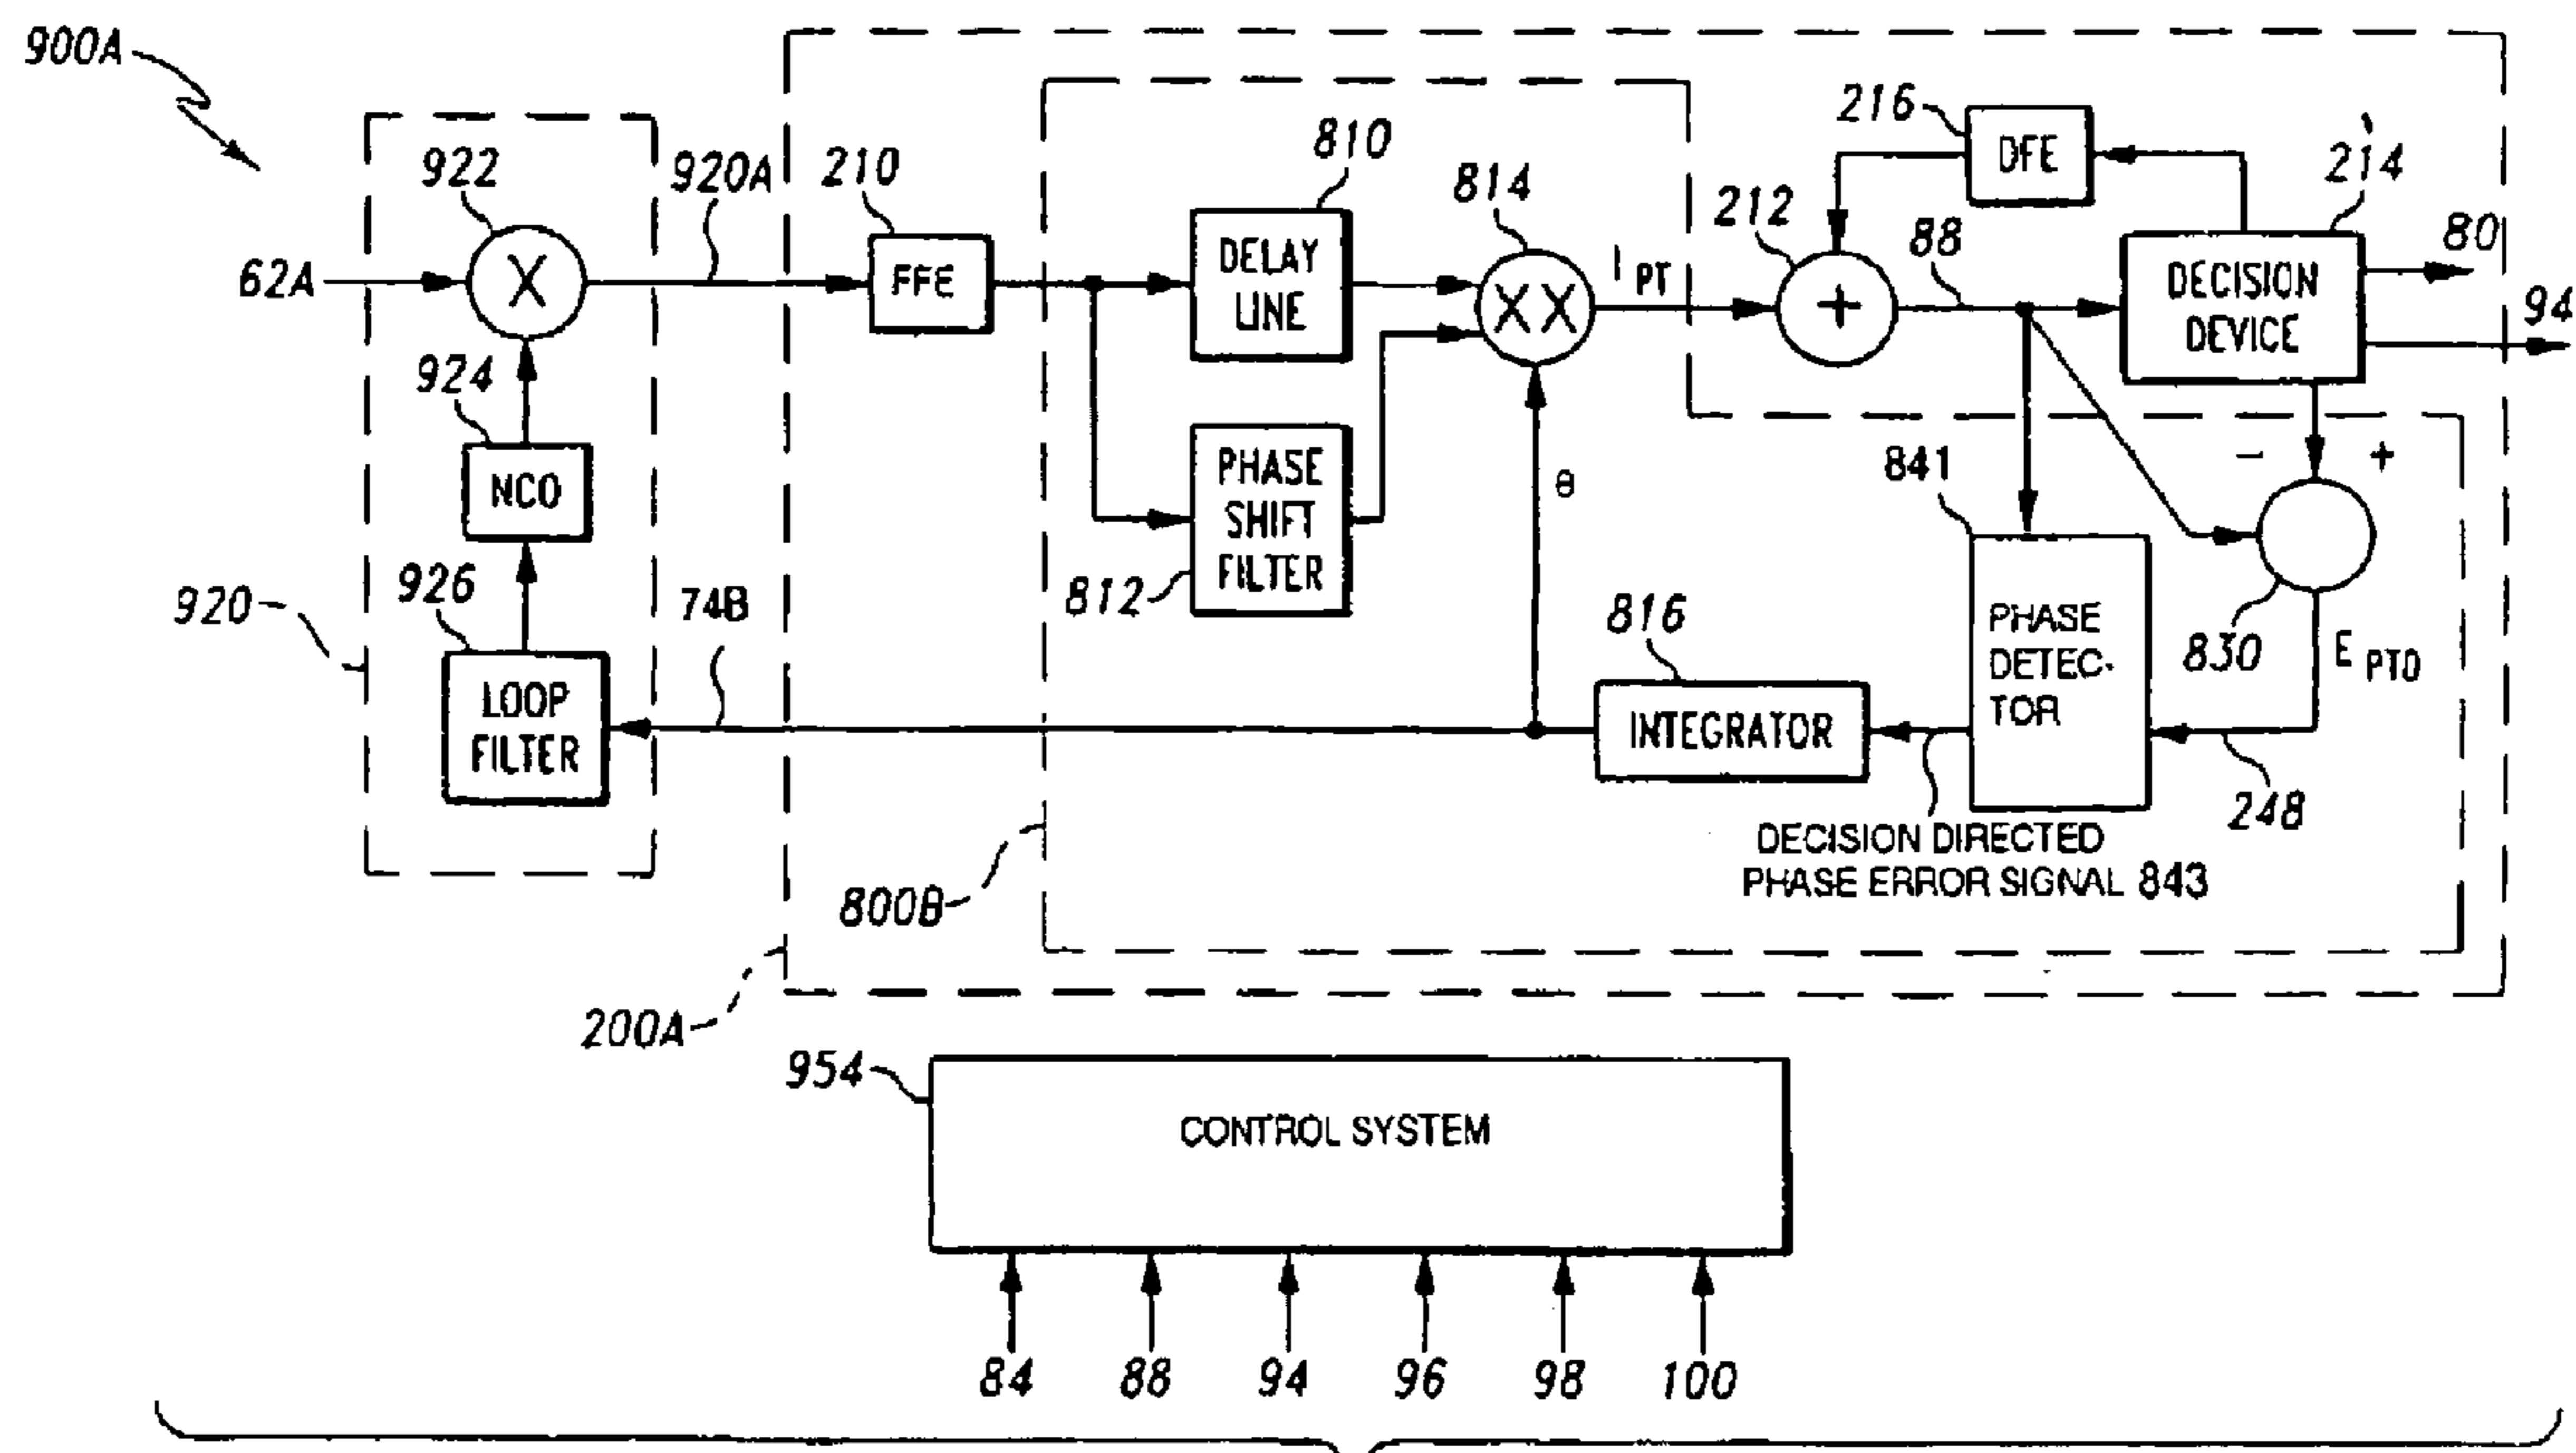 900A
922
920A
210
810
814
216
DFE
214
212
88
80
94
62A
X
FFE
DELAY
LINE
XX
I PT
+
DECISION
DEVICE
924
NCO
PHASE
SHIFT
FILTER
812
θ
841
−
+
926
920
74B
816
PHASE
DETEC-
TOR
830
E PTD
LOOP
FILTER
INTEGRATOR
248
DECISION DIRECTED
PHASE ERROR SIGNAL 843
800B
200A
954
CONTROL SYSTEM
84 88 94 96 98 100